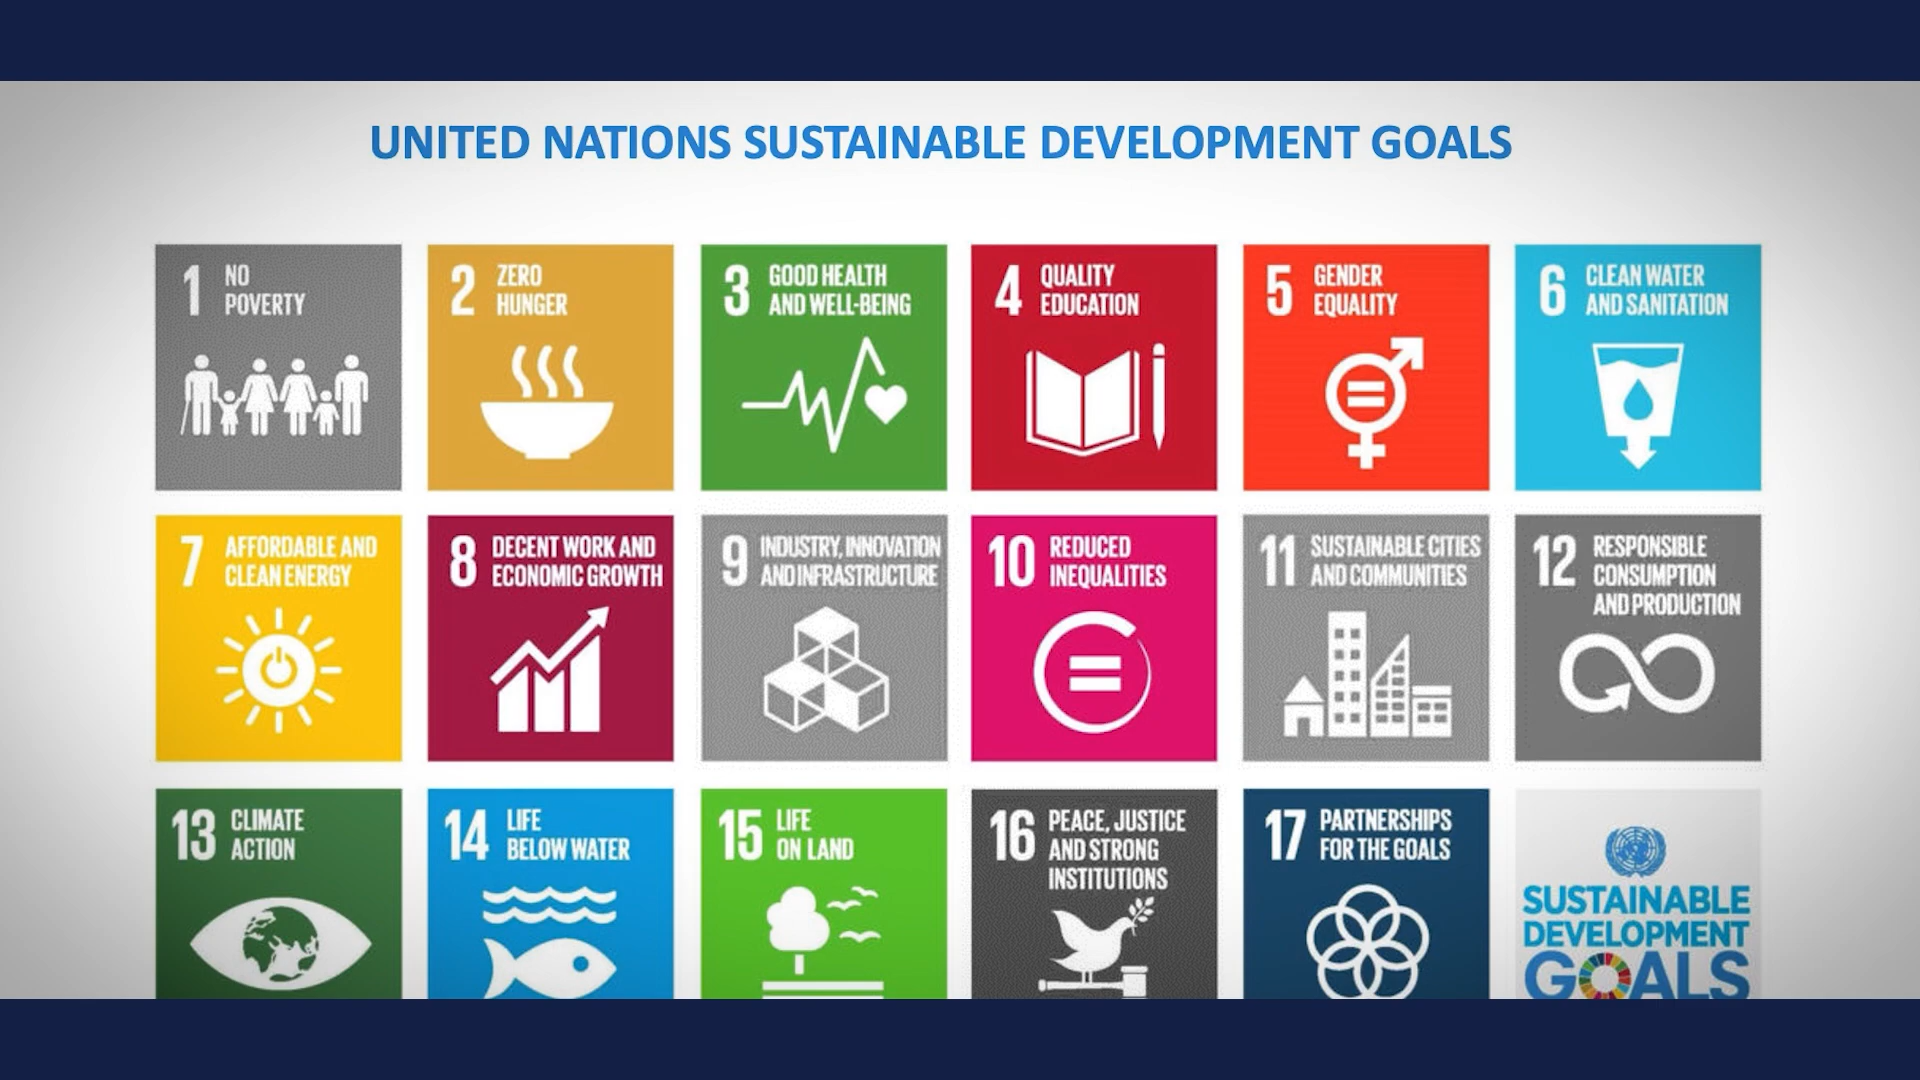 UNITED NATIONS SUSTAINABLE DEVELOPMENT GOALS
1 NO
POVERTY
2 ZERO
HUNGER
3 GOOD HEALTH
AND WELL-BEING
4 QUALITY
EDUCATION
5 GENDER
EQUALITY
6 CLEAN WATER
AND SANITATION
7 AFFORDABLE AND
CLEAN ENERGY
8 DECENT WORK AND
ECONOMIC GROWTH
9 INDUSTRY, INNOVATION
AND INFRASTRUCTURE
10 REDUCED
INEQUALITIES
11 SUSTAINABLE CITIES
AND COMMUNITIES
12 RESPONSIBLE
CONSUMPTION
AND PRODUCTION
13 CLIMATE
ACTION
14 LIFE
BELOW WATER
15 LIFE
ON LAND
16 PEACE, JUSTICE
AND STRONG
INSTITUTIONS
17 PARTNERSHIPS
FOR THE GOALS
SUSTAINABLE
DEVELOPMENT
GOALS